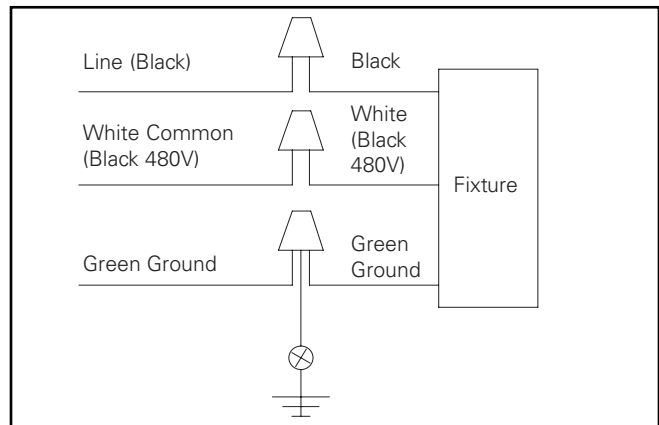 Line (Black)
Black
White Common
(Black 480V)
White
(Black
480V)
Fixture
Green Ground
Green
Ground